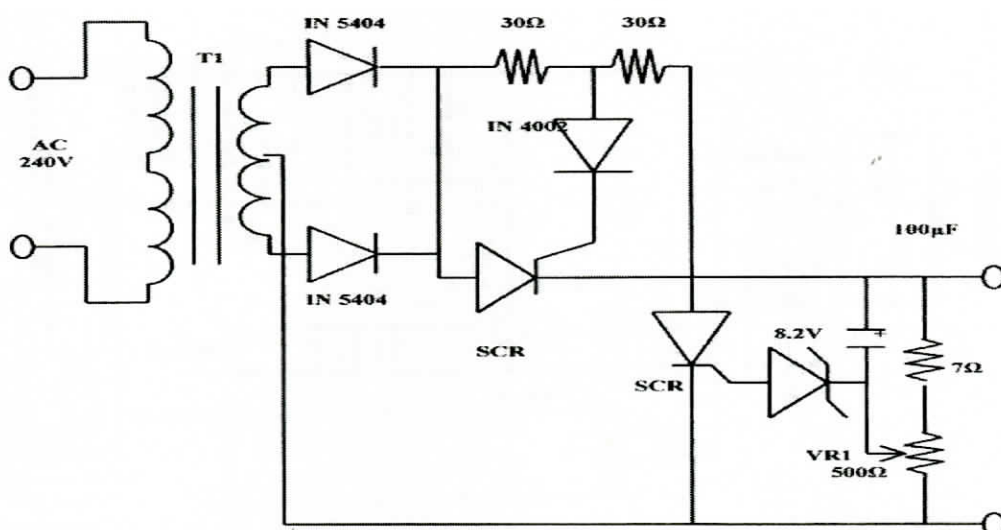 IN 5404
30Ω
30Ω
T1
IN 4002
AC
240V
100µF
IN 5404
8.2V
SCR
SCR
7Ω
VR1
500Ω